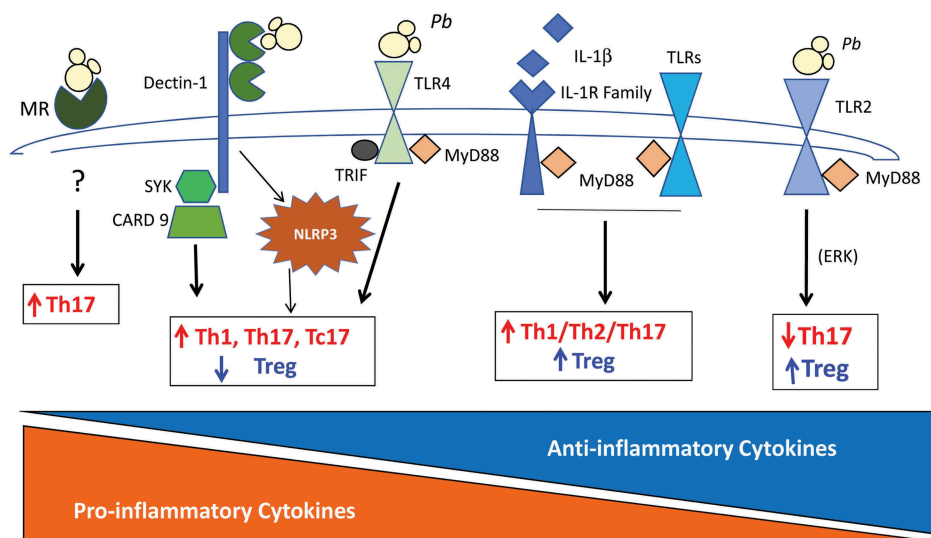 Pb
Pb
IL-1β
TLRs
Dectin-1
TLR4
IL-1R Family
TLR2
MR
MyD88
TRIF
MyD88
MyD88
?
SYK
CARD 9
NLRP3
(ERK)
↑ Th17
↑ Th1, Th17, Tc17
↓ Treg
↑ Th1/Th2/Th17
↑ Treg
↓ Th17
↑ Treg
Anti-inflammatory Cytokines
Pro-inflammatory Cytokines